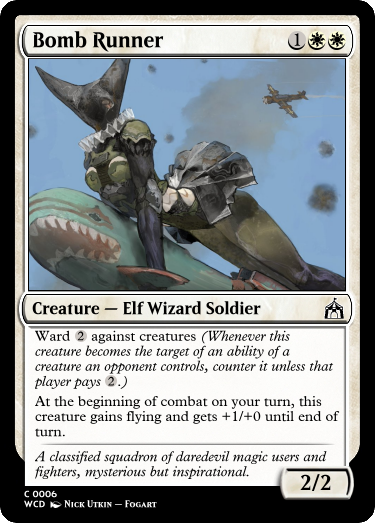 Bomb Runner 1
Creature — Elf Wizard Soldier
Ward 2 against creatures (Whenever this
creature becomes the target of an ability of a
creature an opponent controls, counter it unless that
player pays 2.)
At the beginning of combat on your turn, this
creature gains flying and gets +1/+0 until end of
turn.
A classified squadron of daredevil magic users and
fighters, mysterious but inspirational.
2/2
C 0006
WCD Nick Utkin – Fogart